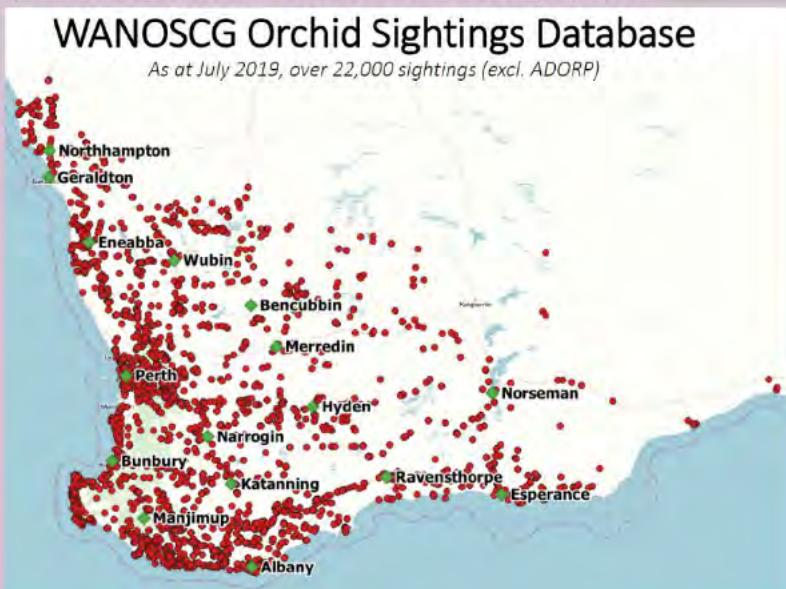 WANOSCG Orchid Sightings Database
As at July 2019, over 22,000 sightings (excl. ADORP)
Northhampton
Geraldton
Eneabba
Wubin
Bencubbin
Merredin
Perth
Norseman
Hyden
Narrogin
Bunbury
Katanning
Ravensthorpe
Esperance
Manjimup
Albany